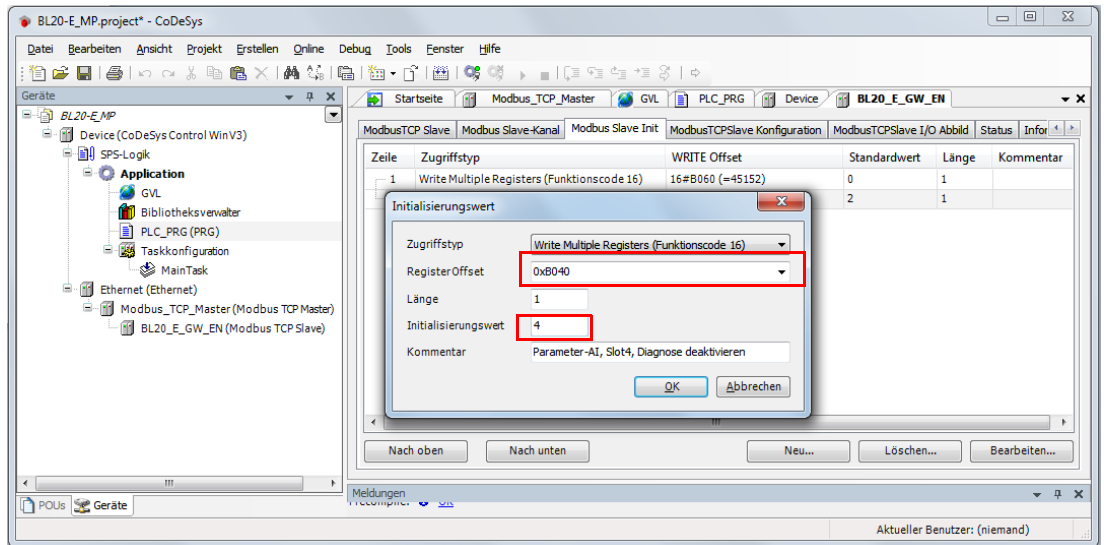 BL20-E_MP.project* - CoDeSys
Datei Bearbeiten Ansicht Projekt Erstellen Online Debug Tools Fenster Hilfe
Geräte
Startseite Modbus_TCP_Master GVL PLC_PRG Device BL20_E_GW_EN
BL20-E_MP
Device (CoDeSys Control Win V3)
SPS-Logik
Application
GVL
Bibliotheksverwalter
PLC_PRG (PRG)
Taskkonfiguration
MainTask
Ethernet (Ethernet)
Modbus_TCP_Master (Modbus TCP Master)
BL20_E_GW_EN (Modbus TCP Slave)
POUs Geräte
ModbusTCP Slave Modbus Slave-Kanal Modbus Slave Init ModbusTCPSlave Konfiguration ModbusTCPSlave I/O Abbild Status Infor
Zeile Zugriffstyp WRITE Offset Standardwert Länge Kommentar
1 Write Multiple Registers (Funktionscode 16) 16#B060 (=45152) 0 1
2 1
Initialisierungswert
Zugriffstyp Write Multiple Registers (Funktionscode 16)
RegisterOffset 0xB040
Länge 1
Initialisierungswert 4
Kommentar Parameter-AI, Slot4, Diagnose deaktivieren
OK Abbrechen
Nach oben Nach unten Neu... Löschen... Bearbeiten...
Meldungen
Precompile: OK
Aktueller Benutzer: (niemand)